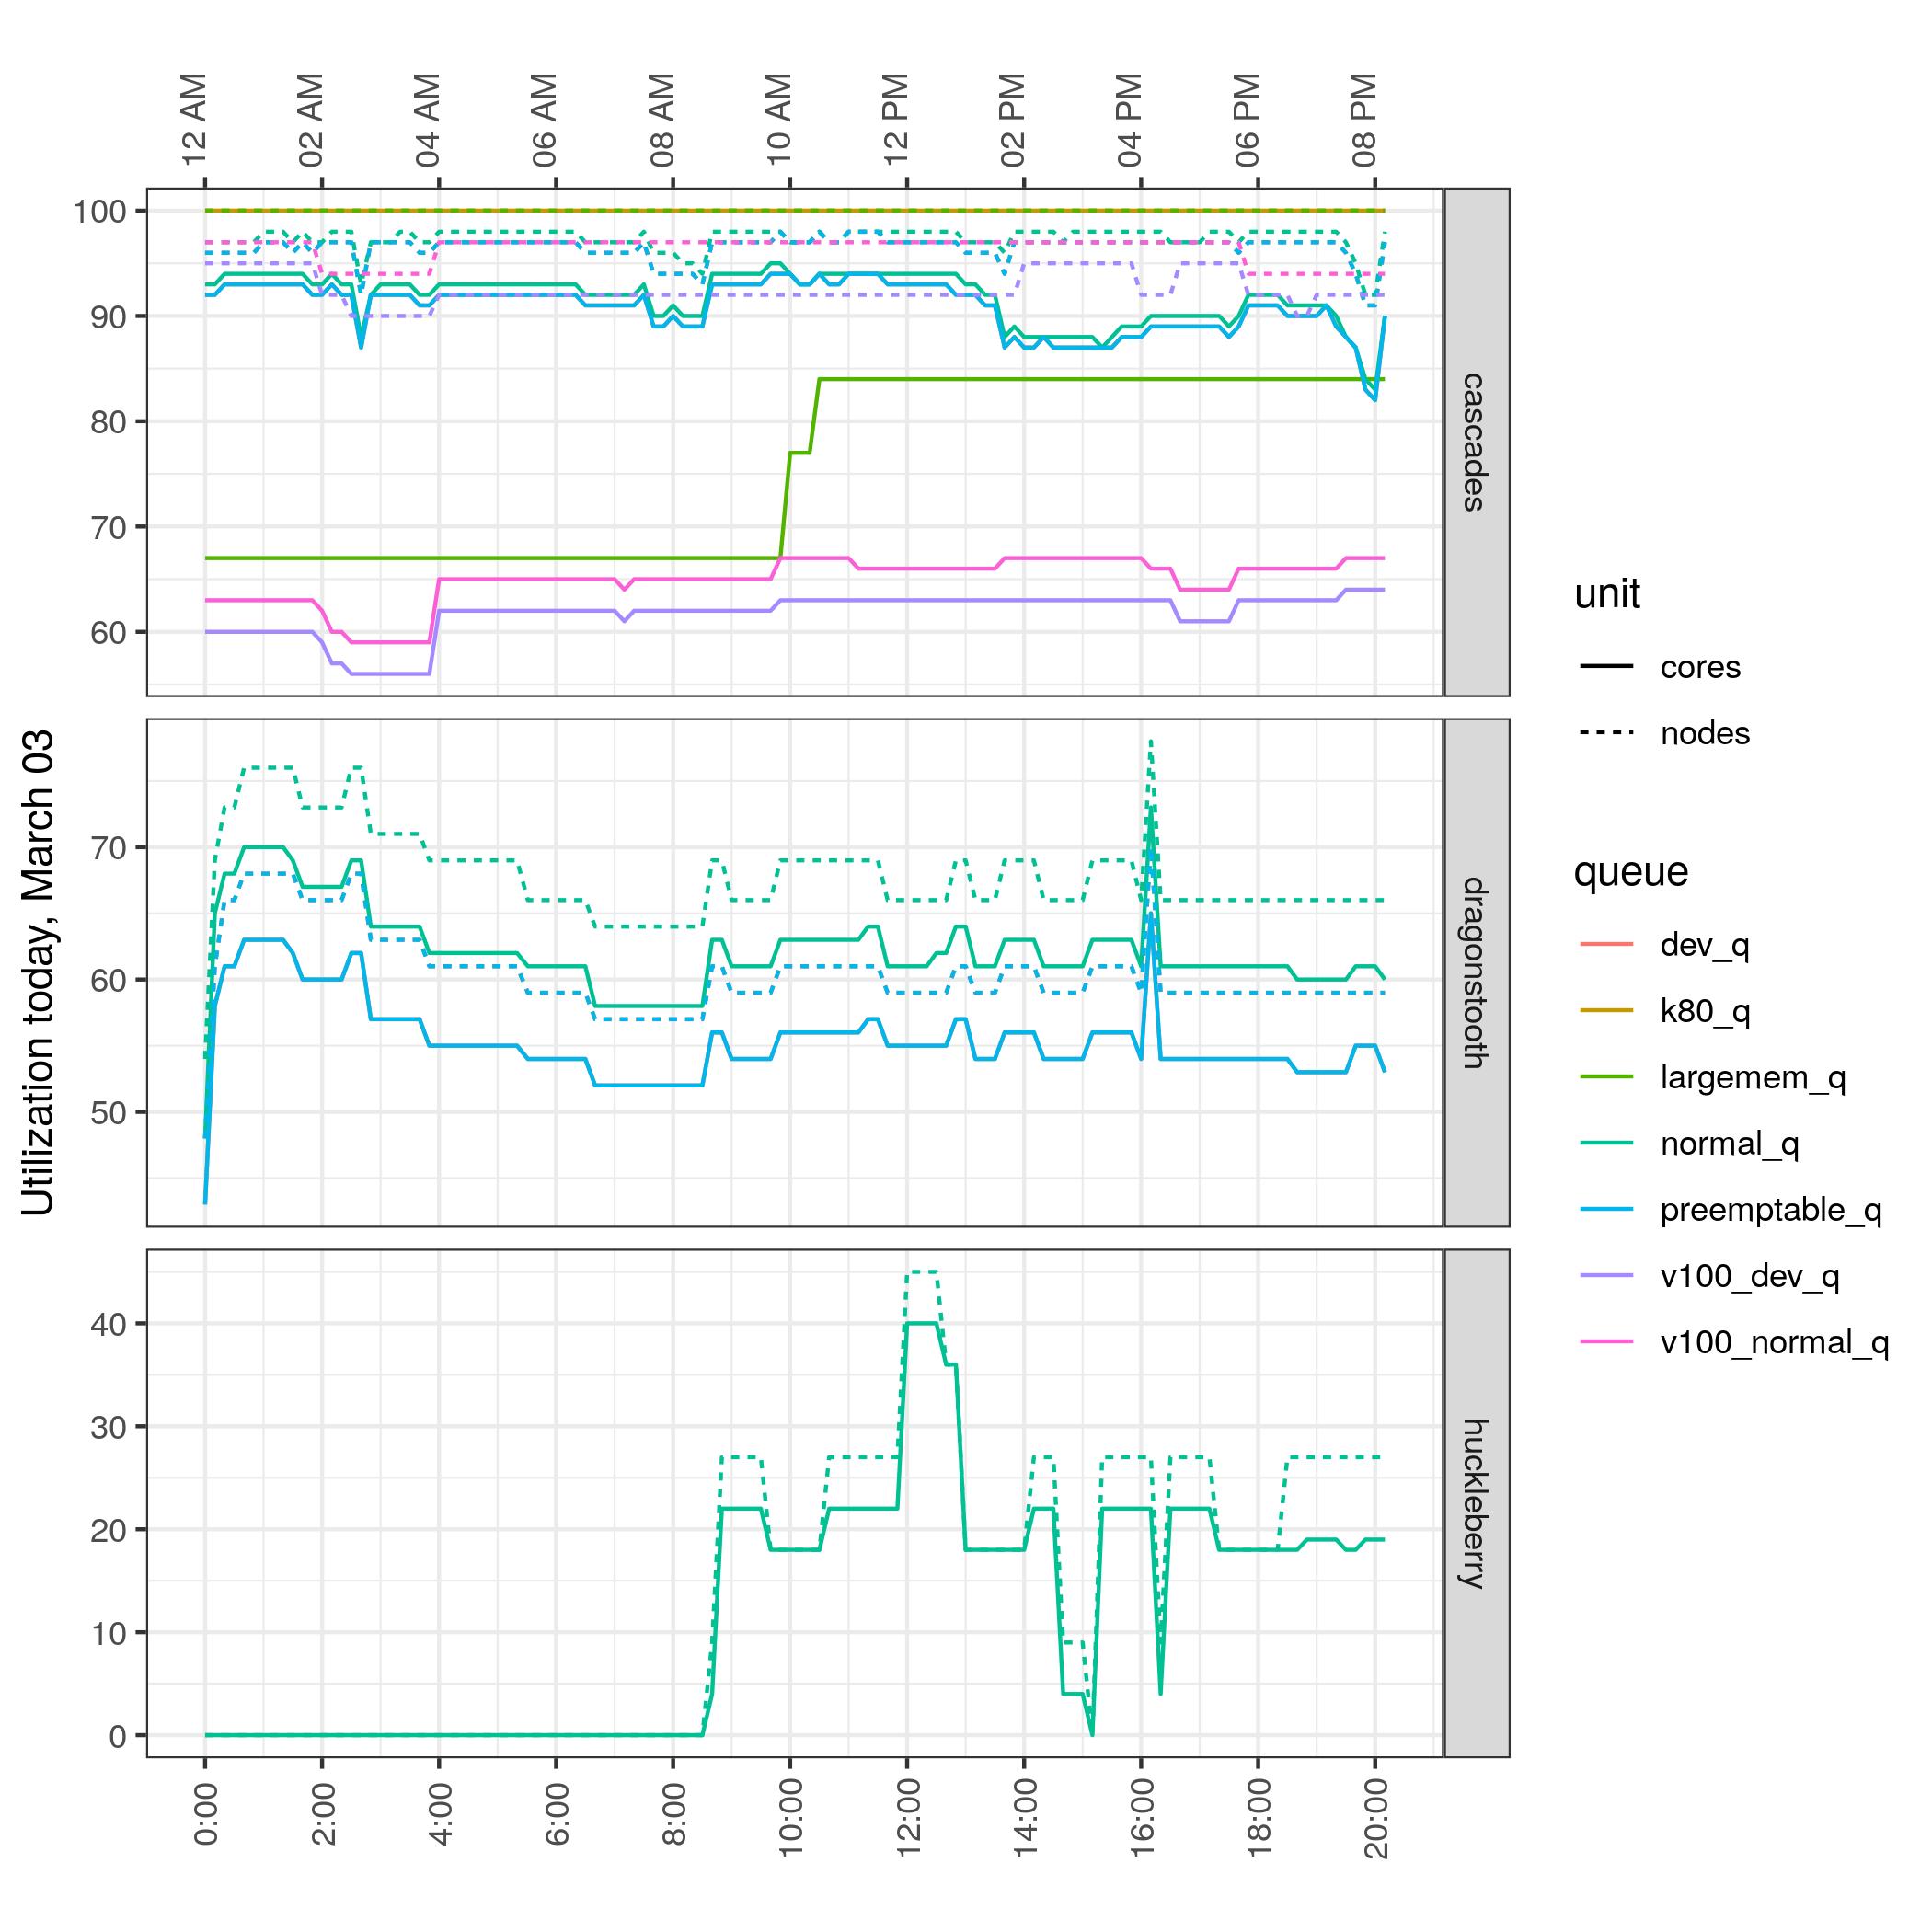 12 AM
02 AM
04 AM
06 AM
08 AM
10 AM
12 PM
02 PM
04 PM
06 PM
08 PM
Utilization today, March 03
100
90
80
70
60
cascades
70
60
50
dragonstooth
40
30
20
10
0
huckleberry
0:00
2:00
4:00
6:00
8:00
10:00
12:00
14:00
16:00
18:00
20:00
unit
cores
nodes
queue
dev_q
k80_q
largemem_q
normal_q
preemptable_q
v100_dev_q
v100_normal_q